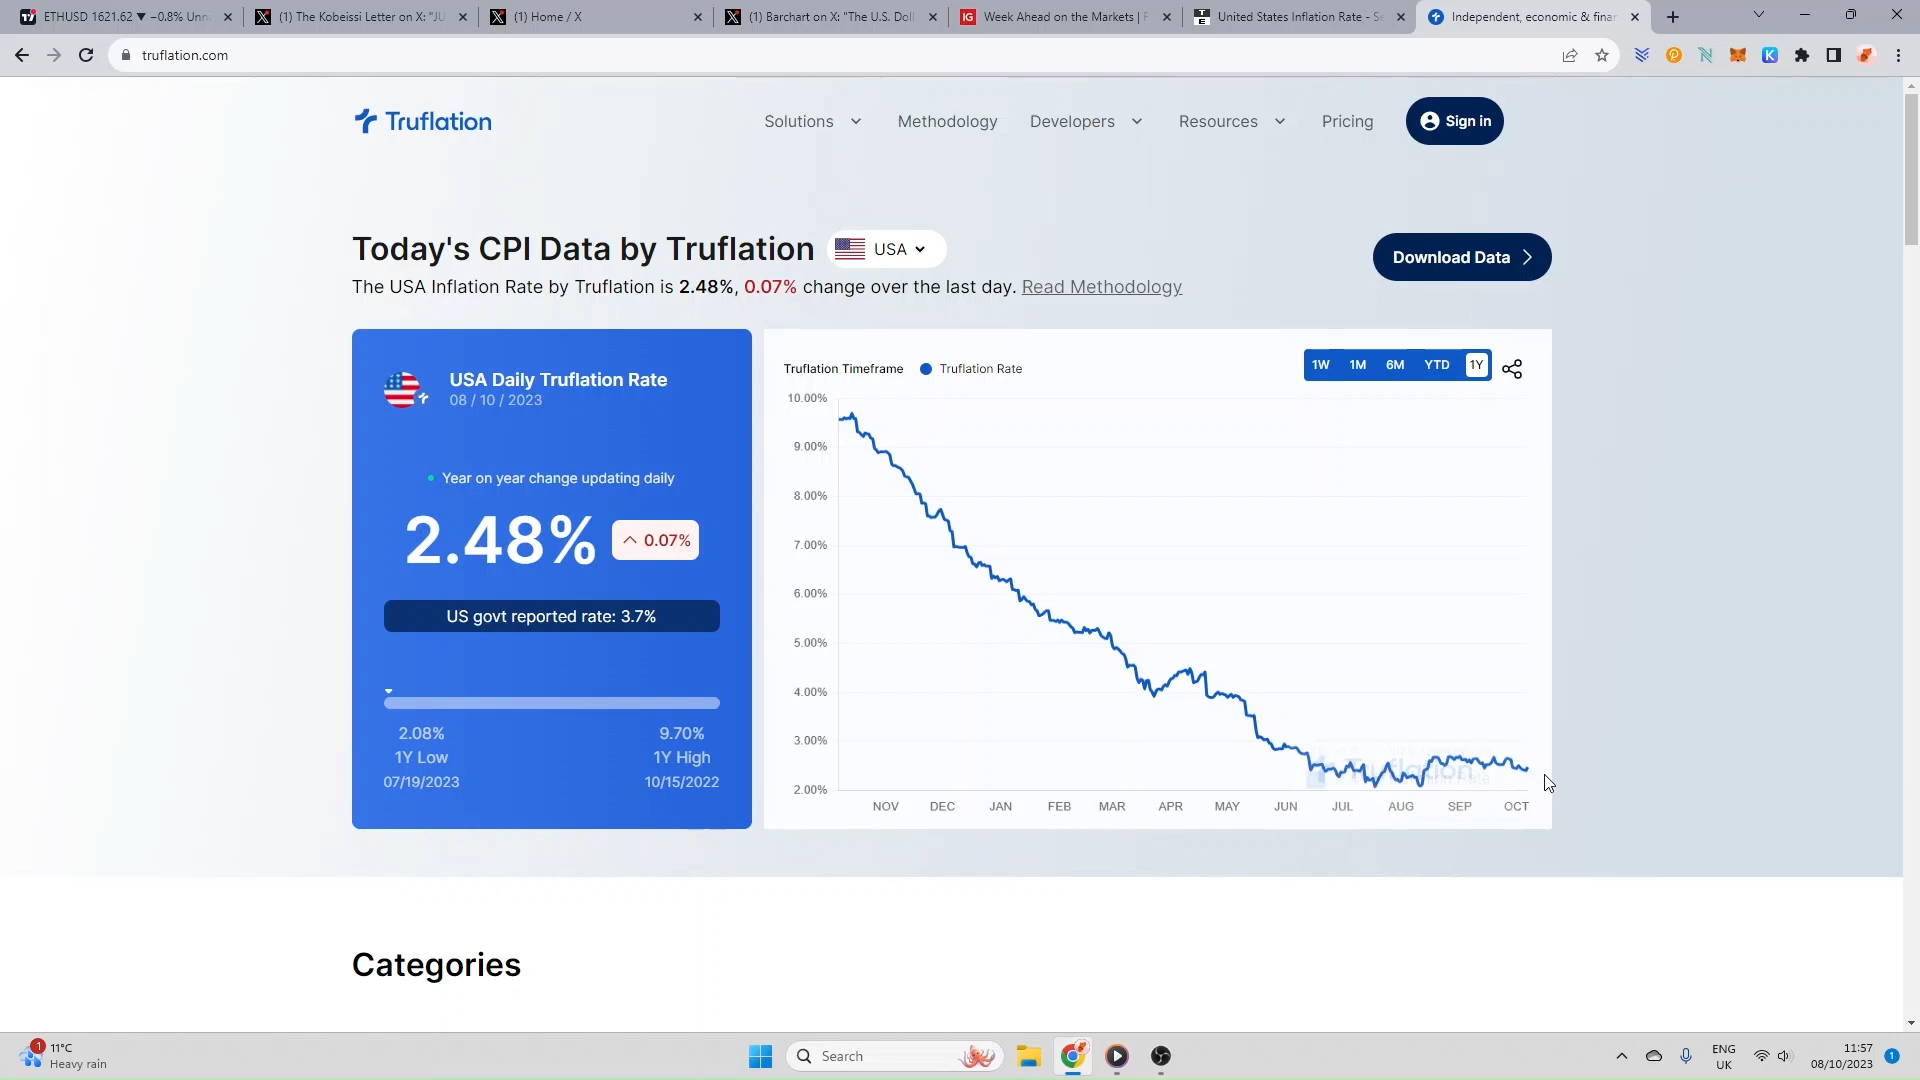 ETHUSD 1621.62 ▼ −0.8% Unn
(1) The Kobeissi Letter on X: "JU
(1) Home / X
(1) Barchart on X: "The U.S. Doll
IG
Week Ahead on the Markets | F
United States Inflation Rate - Se
Independent, economic & finan
truflation.com
Truflation
Solutions
Methodology
Developers
Resources
Pricing
Sign in
Today's CPI Data by Truflation
USA
Download Data
The USA Inflation Rate by Truflation is 2.48%, 0.07% change over the last day. Read Methodology
USA Daily Truflation Rate
08 / 10 / 2023
Year on year change updating daily
2.48%
0.07%
US govt reported rate: 3.7%
2.08%
1Y Low
07/19/2023
9.70%
1Y High
10/15/2022
Truflation Timeframe
Truflation Rate
1W 1M 6M YTD 1Y
10.00%
9.00%
8.00%
7.00%
6.00%
5.00%
4.00%
3.00%
2.00%
Truflation
NOV DEC JAN FEB MAR APR MAY JUN JUL AUG SEP OCT
Categories
1
11°C
Heavy rain
Search
ENG
UK
11:57
08/10/2023
1